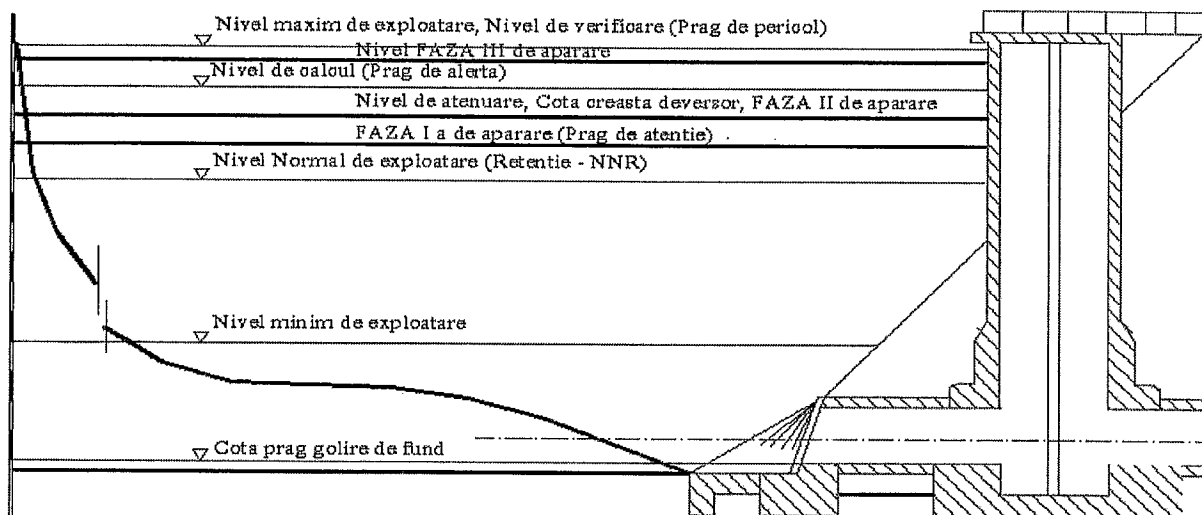 Nivel maxim de exploatare, Nivel de verificare (Prag de pericol)
Nivel FAZA III de aparare
Nivel de calcul (Prag de alerta)
Nivel de atenuare, Cota creasta deversor, FAZA II de aparare
FAZA I a de aparare (Prag de atentie)
Nivel Normal de exploatare (Retentie - NNR)
Nivel minim de exploatare
Cota prag golire de fund